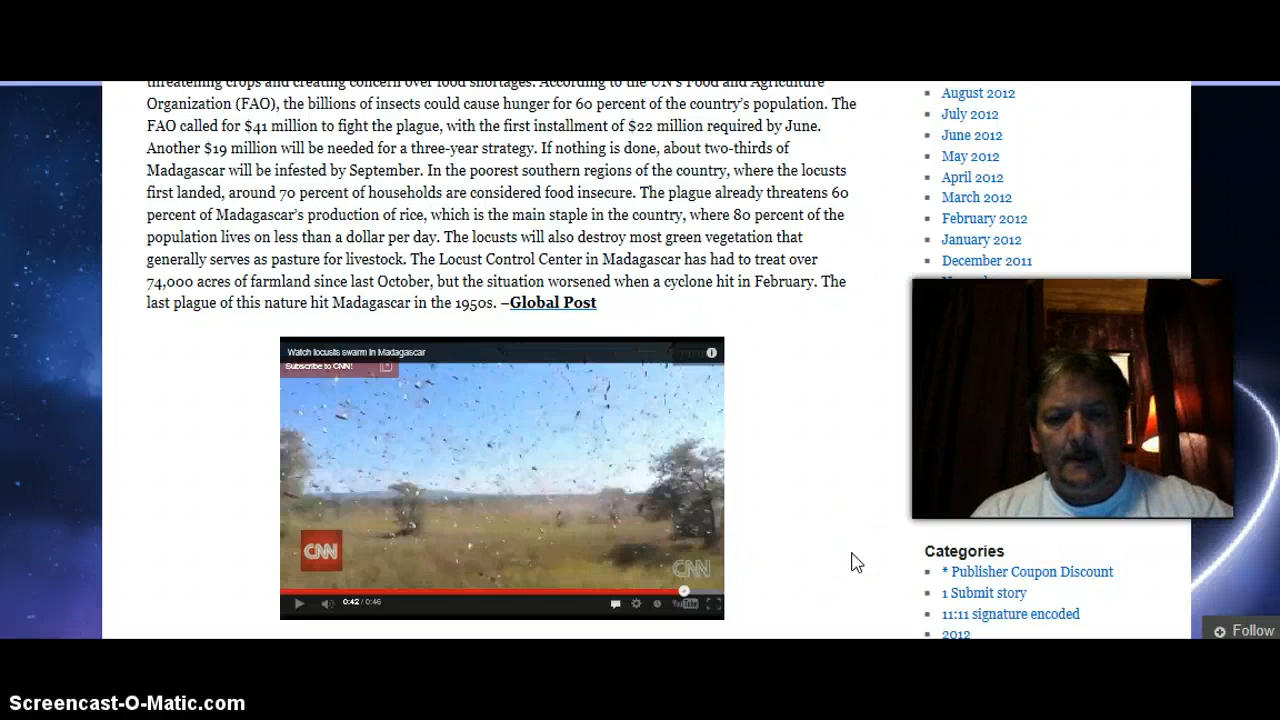 threatening crops and creating concern over food shortages. According to the UN's Food and Agriculture
Organization (FAO), the billions of insects could cause hunger for 60 percent of the country's population. The
FAO called for $41 million to fight the plague, with the first installment of $22 million required by June.
Another $19 million will be needed for a three-year strategy. If nothing is done, about two-thirds of
Madagascar will be infested by September. In the poorest southern regions of the country, where the locusts
first landed, around 70 percent of households are considered food insecure. The plague already threatens 60
percent of Madagascar's production of rice, which is the main staple in the country, where 80 percent of the
population lives on less than a dollar per day. The locusts will also destroy most green vegetation that
generally serves as pasture for livestock. The Locust Control Center in Madagascar has had to treat over
74,000 acres of farmland since last October, but the situation worsened when a cyclone hit in February. The
last plague of this nature hit Madagascar in the 1950s. –Global Post
Watch locusts swarm in Madagascar
Subscribe to CNN!
CNN
CNN
0:42 / 0:46
YouTube
August 2012
July 2012
June 2012
May 2012
April 2012
March 2012
February 2012
January 2012
December 2011
Categories
* Publisher Coupon Discount
1 Submit story
11:11 signature encoded
2012
Follow
Screencast-O-Matic.com